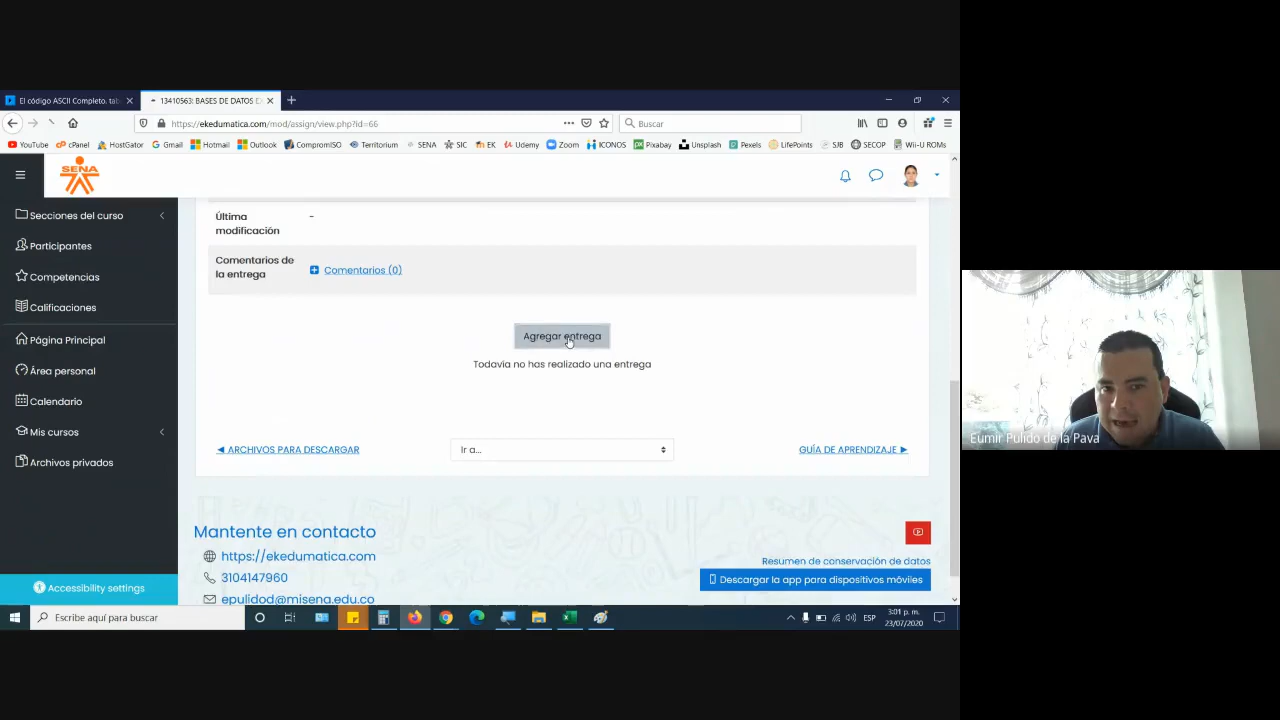 El código ASCII Completo. tab
13410563: BASES DE DATOS E
https://ekedumatica.com/mod/assign/view.php?id=66
Buscar
YouTube
cPanel
HostGator
Gmail
Hotmail
Outlook
CompromISO
Territorium
SENA
SIC
EK
Udemy
Zoom
ICONOS
Pixabay
Unsplash
Pexels
LifePoints
SJB
SECOP
Wii-U ROMs
SENA
Secciones del curso
Participantes
Competencias
Calificaciones
Página Principal
Área personal
Calendario
Mis cursos
Archivos privados
Accessibility settings
Última
modificación
-
Comentarios de
la entrega
Comentarios (0)
Agregar entrega
Todavía no has realizado una entrega
◀ ARCHIVOS PARA DESCARGAR
Ir a...
GUÍA DE APRENDIZAJE ▶
Mantente en contacto
https://ekedumatica.com
3104147960
epulidod@misena.edu.co
Resumen de conservación de datos
Descargar la app para dispositivos móviles
Escribe aquí para buscar
ESP
3:01 p. m.
23/07/2020
Eumir Pulido de la Pava